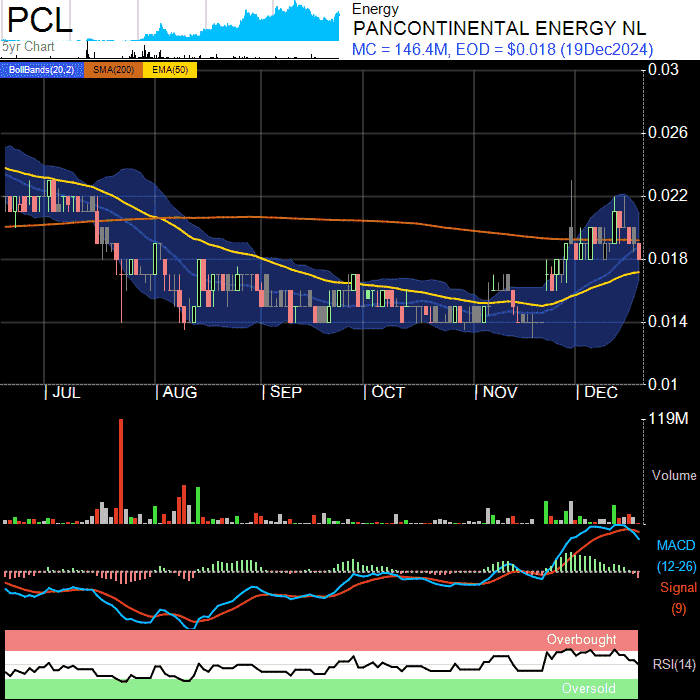 PCL
5yr Chart
Energy
PANCONTINENTAL ENERGY NL
MC = 146.4M, EOD = $0.018 (19Dec2024)
BollBands(20,2) SMA(200) EMA(50)
0.03
0.026
0.022
0.018
0.014
0.01
JUL AUG SEP OCT NOV DEC
119M
Volume
MACD
(12-26)
Signal
(9)
Overbought
RSI(14)
Oversold